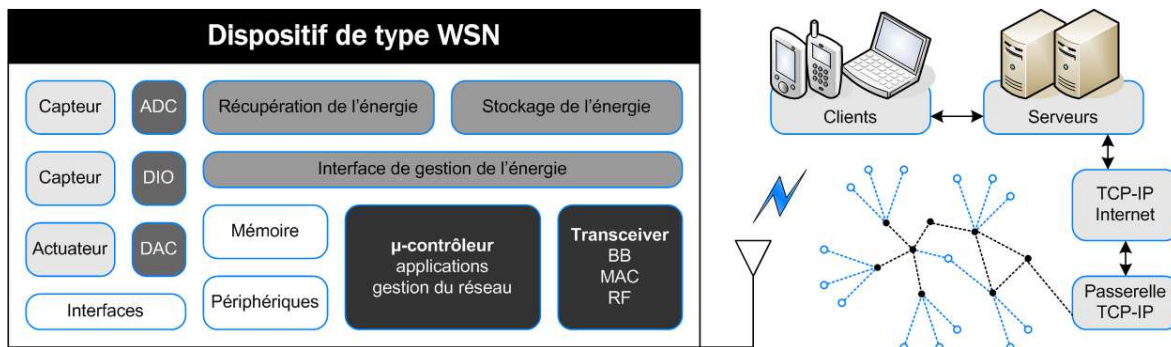 Dispositif de type WSN
Capteur
ADC
Récupération de l'énergie
Stockage de l'énergie
Capteur
DIO
Interface de gestion de l'énergie
Actuateur
DAC
Mémoire
µ-contrôleur
applications
gestion du réseau
Transceiver
BB
MAC
RF
Interfaces
Périphériques
Clients
Serveurs
TCP-IP
Internet
Passerelle
TCP-IP